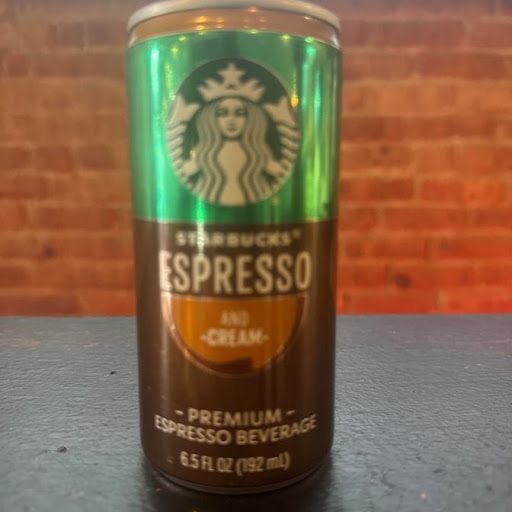 STARBUCKS®
ESPRESSO
AND
-CREAM-
- PREMIUM -
ESPRESSO BEVERAGE
6.5 FL OZ (192 mL)